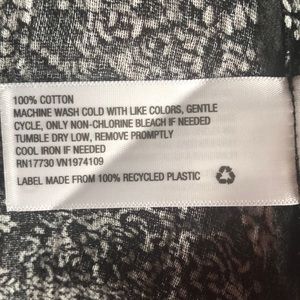 100% COTTON
MACHINE WASH COLD WITH LIKE COLORS, GENTLE
CYCLE, ONLY NON-CHLORINE BLEACH IF NEEDED
TUMBLE DRY LOW, REMOVE PROMPTLY
COOL IRON IF NEEDED
RN17730 VN1974109
LABEL MADE FROM 100% RECYCLED PLASTIC